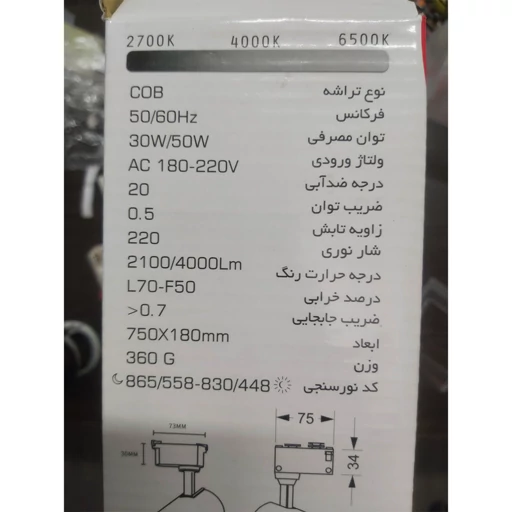 2700K 4000K 6500K
COB نوع تراشه
50/60Hz فرکانس
30W/50W توان مصرفی
AC 180-220V ولتاژ ورودی
20 درجه ضدآبی
0.5 ضریب توان
220 زاویه تابش
2100/4000Lm شار نوری
درجه حرارت رنگ
L70-F50 درصد خرابی
>0.7 ضریب جابجایی
750X180mm ابعاد
360 G وزن
865/558-830/448 کد نورسنجی
75
73MM
36MM
34